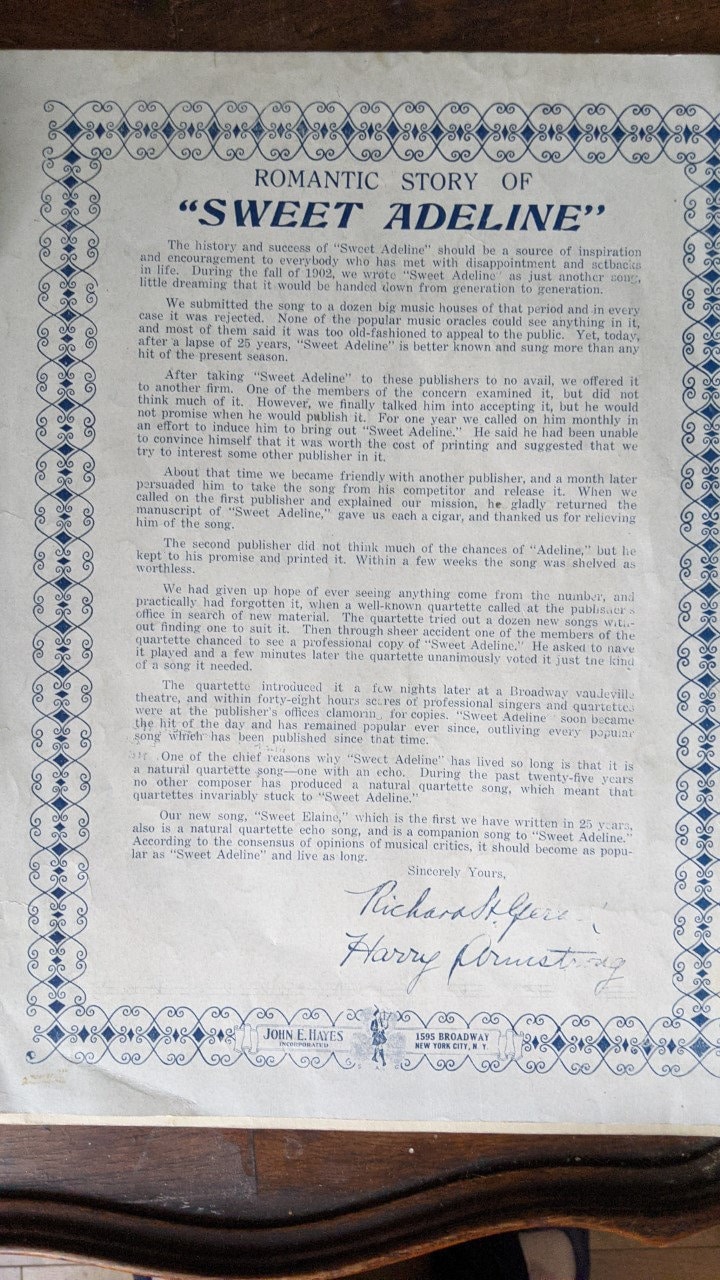 ROMANTIC STORY OF
"SWEET ADELINE"
The history and success of "Sweet Adeline" should be a source of inspiration
and encouragement to everybody who has met with disappointment and setbacks
in life. During the fall of 1902, we wrote "Sweet Adeline" as just another song,
little dreaming that it would be handed down from generation to generation.
We submitted the song to a dozen big music houses of that period and in every
case it was rejected. None of the popular music oracles could see anything in it,
and most of them said it was too old-fashioned to appeal to the public. Yet, today,
after a lapse of 25 years, "Sweet Adeline" is better known and sung more than any
hit of the present season.
After taking "Sweet Adeline" to these publishers to no avail, we offered it
to another firm. One of the members of the concern examined it, but did not
think much of it. However, we finally talked him into accepting it, but he would
not promise when he would publish it. For one year we called on him monthly in
an effort to induce him to bring out "Sweet Adeline." He said he had been unable
to convince himself that it was worth the cost of printing and suggested that we
try to interest some other publisher in it.
About that time we became friendly with another publisher, and a month later
persuaded him to take the song from his competitor and release it. When we
called on the first publisher and explained our mission, he gladly returned the
manuscript of "Sweet Adeline," gave us each a cigar, and thanked us for relieving
him of the song.
The second publisher did not think much of the chances of "Adeline," but he
kept to his promise and printed it. Within a few weeks the song was shelved as
worthless.
We had given up hope of ever seeing anything come from the number, and
practically had forgotten it, when a well-known quartette called at the publisher's
office in search of new material. The quartette tried out a dozen new songs with-
out finding one to suit it. Then through sheer accident one of the members of the
quartette chanced to see a professional copy of "Sweet Adeline." He asked to have
it played and a few minutes later the quartette unanimously voted it just the kind
of a song it needed.
The quartette introduced it a few nights later at a Broadway vaudeville
theatre, and within forty-eight hours scores of professional singers and quartettes
were at the publisher's offices clamoring for copies. "Sweet Adeline" soon became
the hit of the day and has remained popular ever since, outliving every popular
song which has been published since that time.
One of the chief reasons why "Sweet Adeline" has lived so long is that it is
a natural quartette song—one with an echo. During the past twenty-five years
no other composer has produced a natural quartette song, which meant that
quartettes invariably stuck to "Sweet Adeline."
Our new song, "Sweet Elaine," which is the first we have written in 25 years,
also is a natural quartette echo song, and is a companion song to "Sweet Adeline."
According to the consensus of opinions of musical critics, it should become as popu-
lar as "Sweet Adeline" and live as long.
Sincerely Yours,
Richard H.
Harry Armstrong
JOHN E. HAYES
INCORPORATED
1595 BROADWAY
NEW YORK CITY, N. Y.